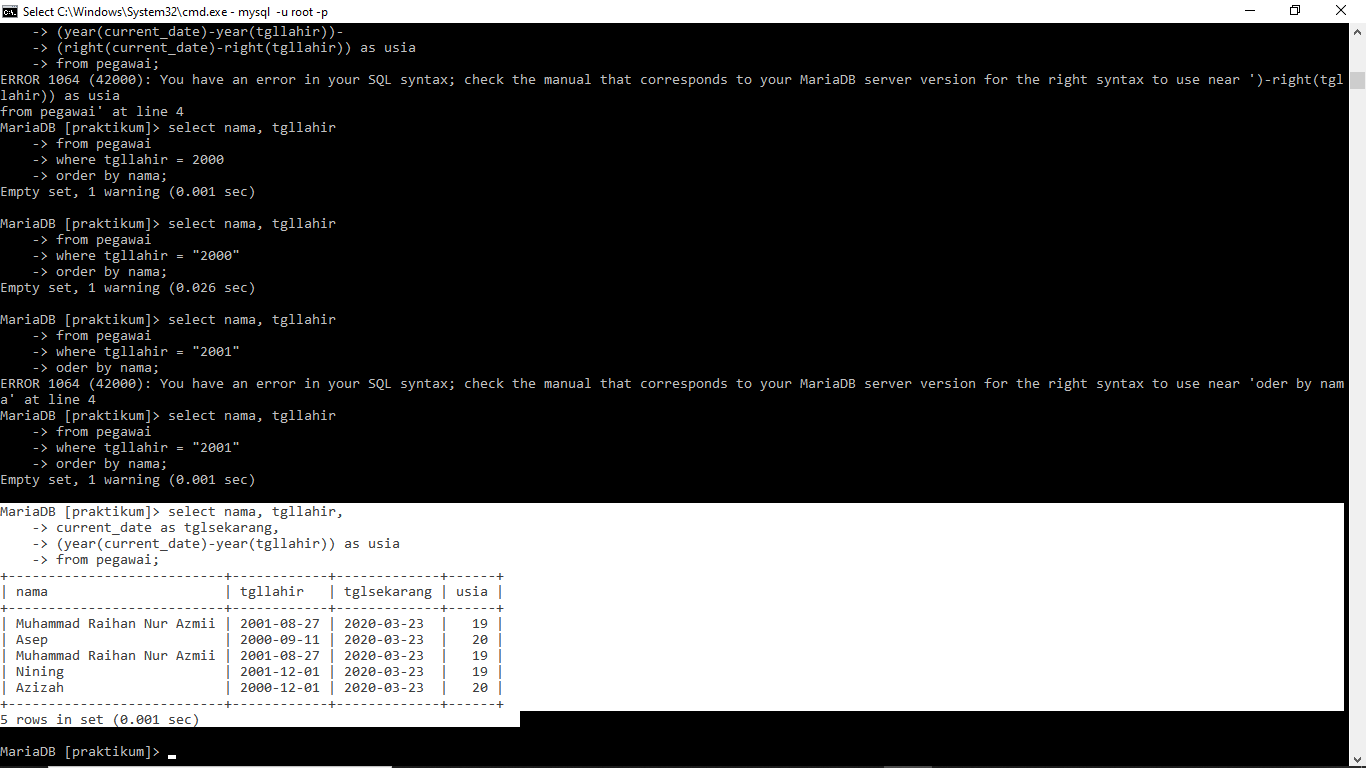 Select C:\Windows\System32\cmd.exe - mysql  -u root -p
    -> (year(current_date)-year(tgllahir))-
    -> (right(current_date)-right(tgllahir)) as usia
    -> from pegawai;
ERROR 1064 (42000): You have an error in your SQL syntax; check the manual that corresponds to your MariaDB server version for the right syntax to use near ')-right(tgl
lahir)) as usia
from pegawai' at line 4
MariaDB [praktikum]> select nama, tgllahir
    -> from pegawai
    -> where tgllahir = 2000
    -> order by nama;
Empty set, 1 warning (0.001 sec)

MariaDB [praktikum]> select nama, tgllahir
    -> from pegawai
    -> where tgllahir = "2000"
    -> order by nama;
Empty set, 1 warning (0.026 sec)

MariaDB [praktikum]> select nama, tgllahir
    -> from pegawai
    -> where tgllahir = "2001"
    -> oder by nama;
ERROR 1064 (42000): You have an error in your SQL syntax; check the manual that corresponds to your MariaDB server version for the right syntax to use near 'oder by nam
a' at line 4
MariaDB [praktikum]> select nama, tgllahir
    -> from pegawai
    -> where tgllahir = "2001"
    -> order by nama;
Empty set, 1 warning (0.001 sec)

MariaDB [praktikum]> select nama, tgllahir,
    -> current_date as tglsekarang,
    -> (year(current_date)-year(tgllahir)) as usia
    -> from pegawai;
+---------------------------+------------+-------------+------+
| nama                      | tgllahir   | tglsekarang | usia |
+---------------------------+------------+-------------+------+
| Muhammad Raihan Nur Azmii | 2001-08-27 | 2020-03-23  |   19 |
| Asep                      | 2000-09-11 | 2020-03-23  |   20 |
| Muhammad Raihan Nur Azmii | 2001-08-27 | 2020-03-23  |   19 |
| Nining                    | 2001-12-01 | 2020-03-23  |   19 |
| Azizah                    | 2000-12-01 | 2020-03-23  |   20 |
+---------------------------+------------+-------------+------+
5 rows in set (0.001 sec)

MariaDB [praktikum]>